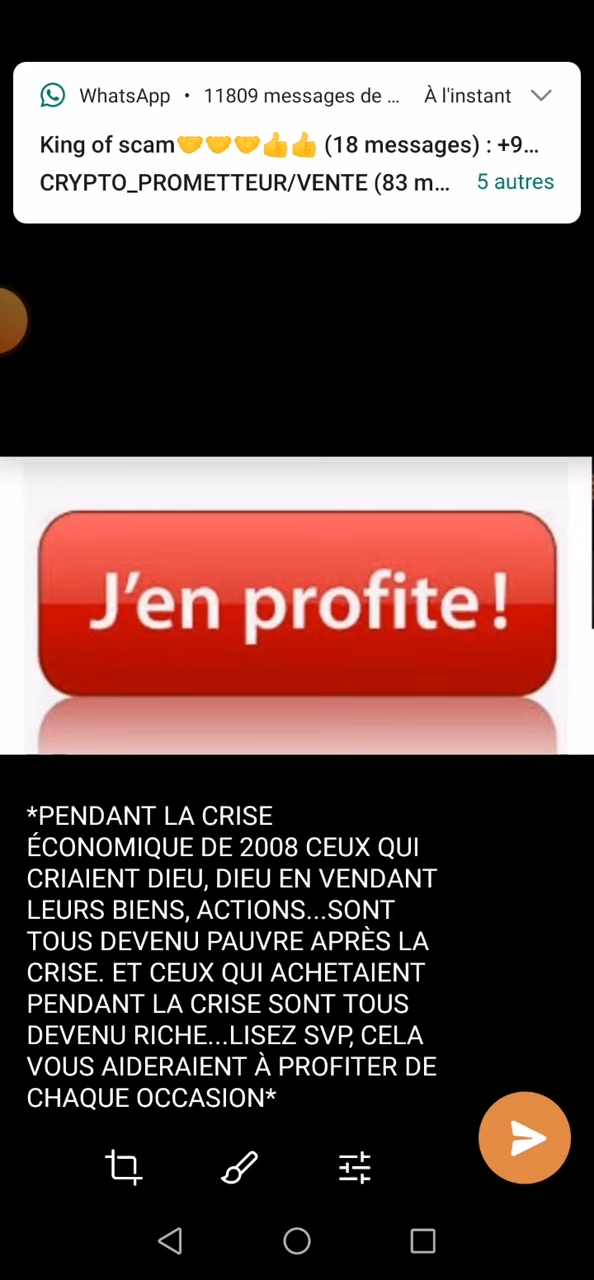 WhatsApp • 11809 messages de ... À l'instant
King of scam🤝🤝🤝👍👍 (18 messages) : +9...
CRYPTO_PROMETTEUR/VENTE (83 m... 5 autres
J'en profite !
*PENDANT LA CRISE
ÉCONOMIQUE DE 2008 CEUX QUI
CRIAIENT DIEU, DIEU EN VENDANT
LEURS BIENS, ACTIONS...SONT
TOUS DEVENU PAUVRE APRÈS LA
CRISE. ET CEUX QUI ACHETAIENT
PENDANT LA CRISE SONT TOUS
DEVENU RICHE...LISEZ SVP, CELA
VOUS AIDERAIENT À PROFITER DE
CHAQUE OCCASION*